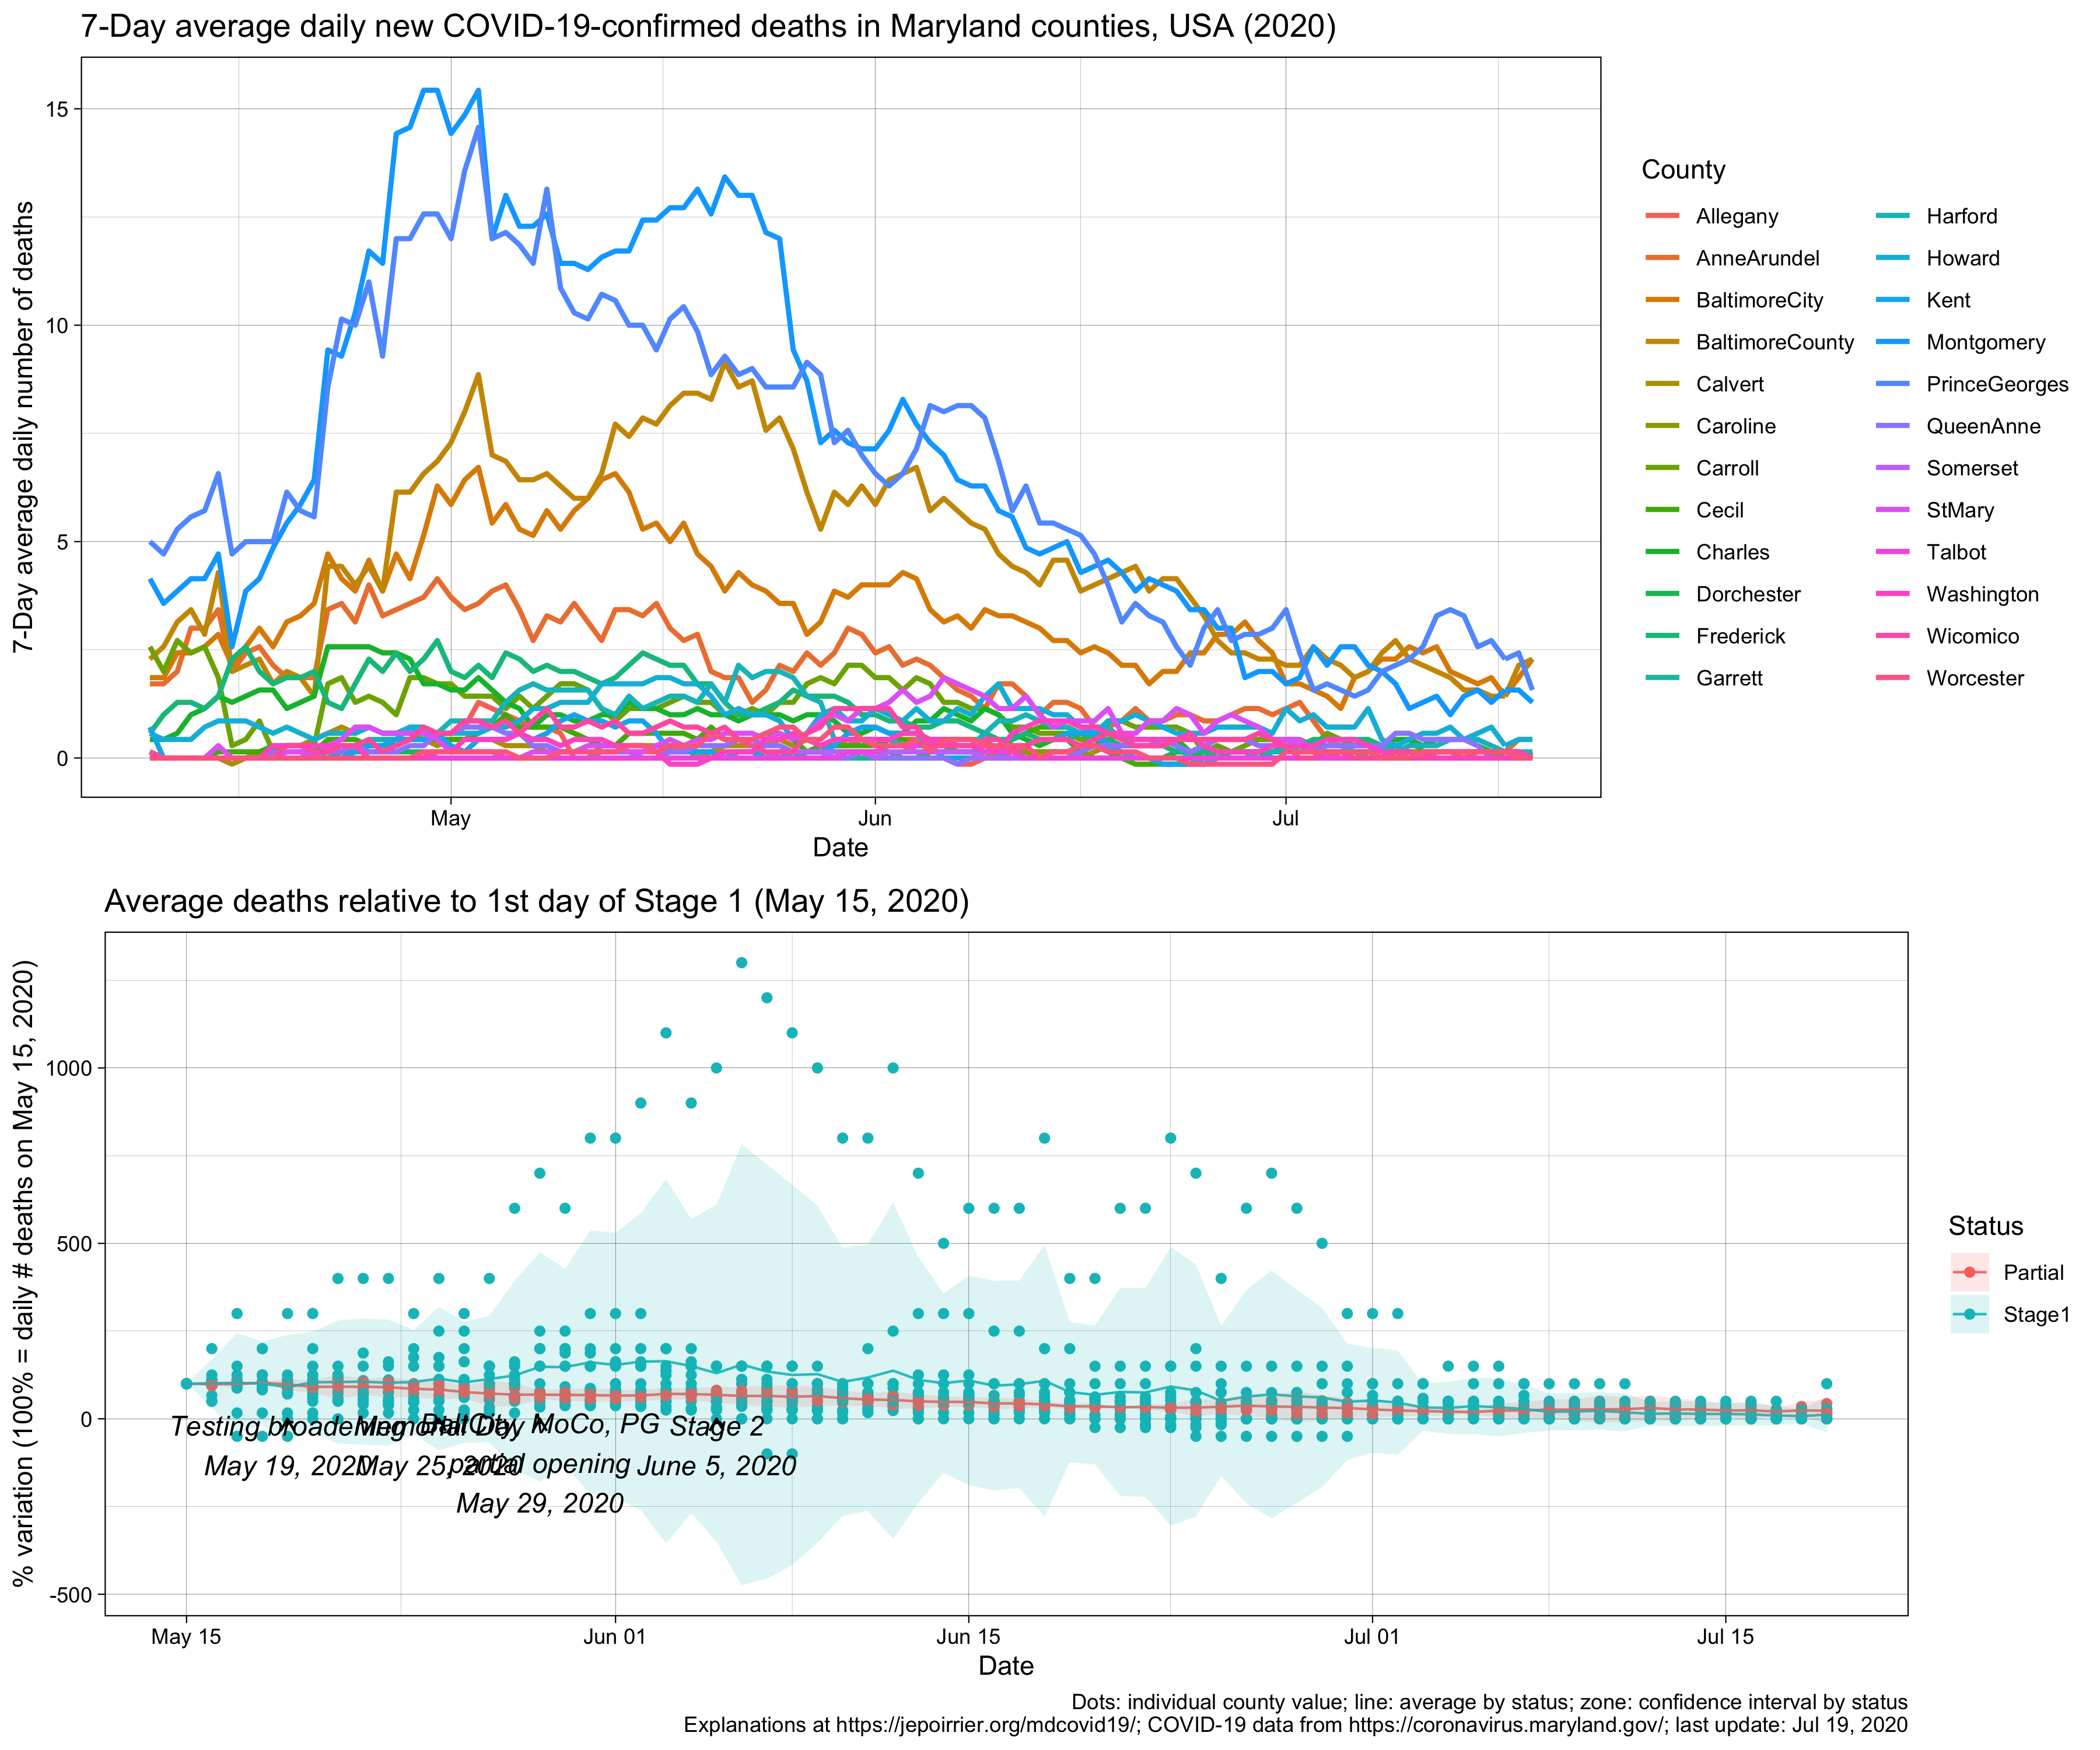 7-Day average daily new COVID-19-confirmed deaths in Maryland counties, USA (2020)
7-Day average daily number of deaths
15
10
5
0
May
Jun
Jul
Date
County
Allegany
AnneArundel
BaltimoreCity
BaltimoreCounty
Calvert
Caroline
Carroll
Cecil
Charles
Dorchester
Frederick
Garrett
Harford
Howard
Kent
Montgomery
PrinceGeorges
QueenAnne
Somerset
StMary
Talbot
Washington
Wicomico
Worcester
Average deaths relative to 1st day of Stage 1 (May 15, 2020)
% variation (100% = daily # deaths on May 15, 2020)
1000
500
0
-500
Testing broadening
May 19, 2020
Memorial Day
May 25, 2020
BaltCity, MoCo, PG
partial opening
May 29, 2020
Stage 2
June 5, 2020
May 15
Jun 01
Jun 15
Jul 01
Jul 15
Date
Status
Partial
Stage1
Dots: individual county value; line: average by status; zone: confidence interval by status
Explanations at https://jepoirrier.org/mdcovid19/; COVID-19 data from https://coronavirus.maryland.gov/; last update: Jul 19, 2020